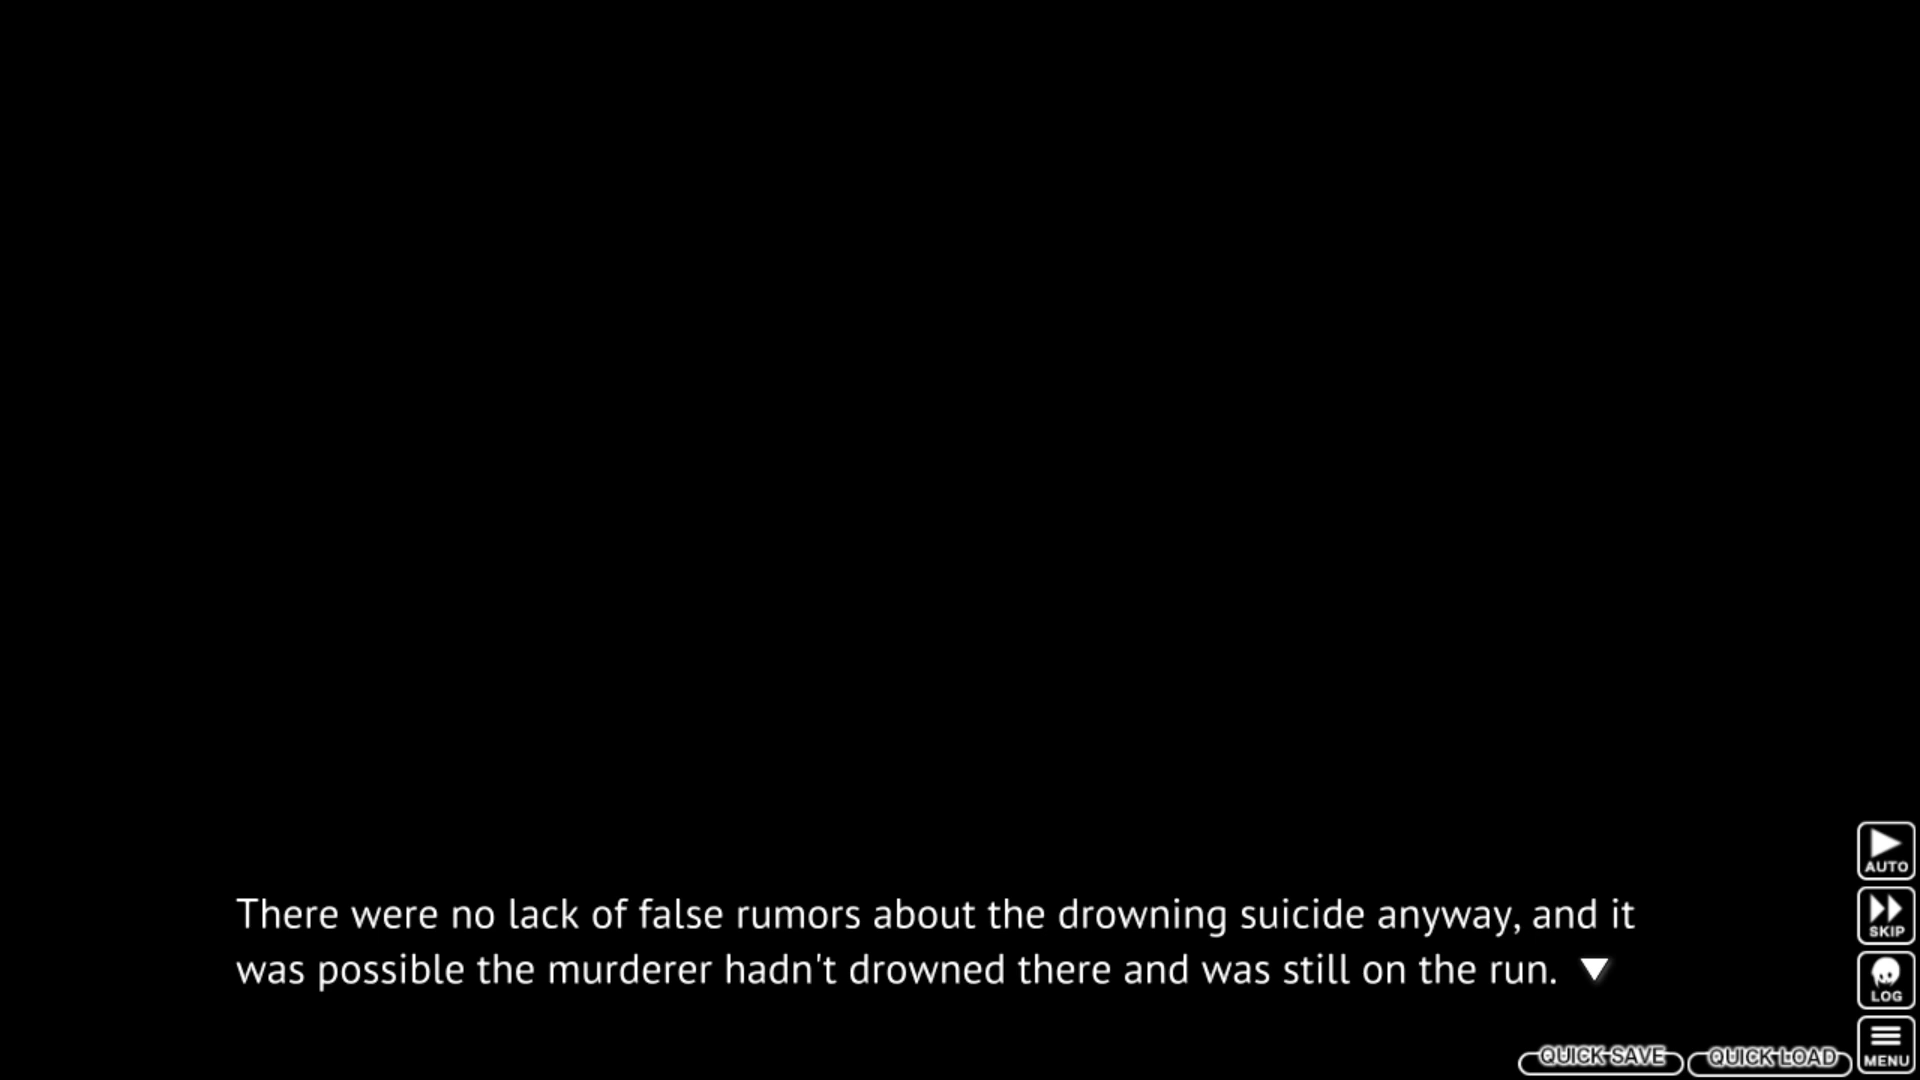 There were no lack of false rumors about the drowning suicide anyway, and it
was possible the murderer hadn't drowned there and was still on the run.
AUTO
SKIP
LOG
MENU
QUICK SAVE
QUICK LOAD